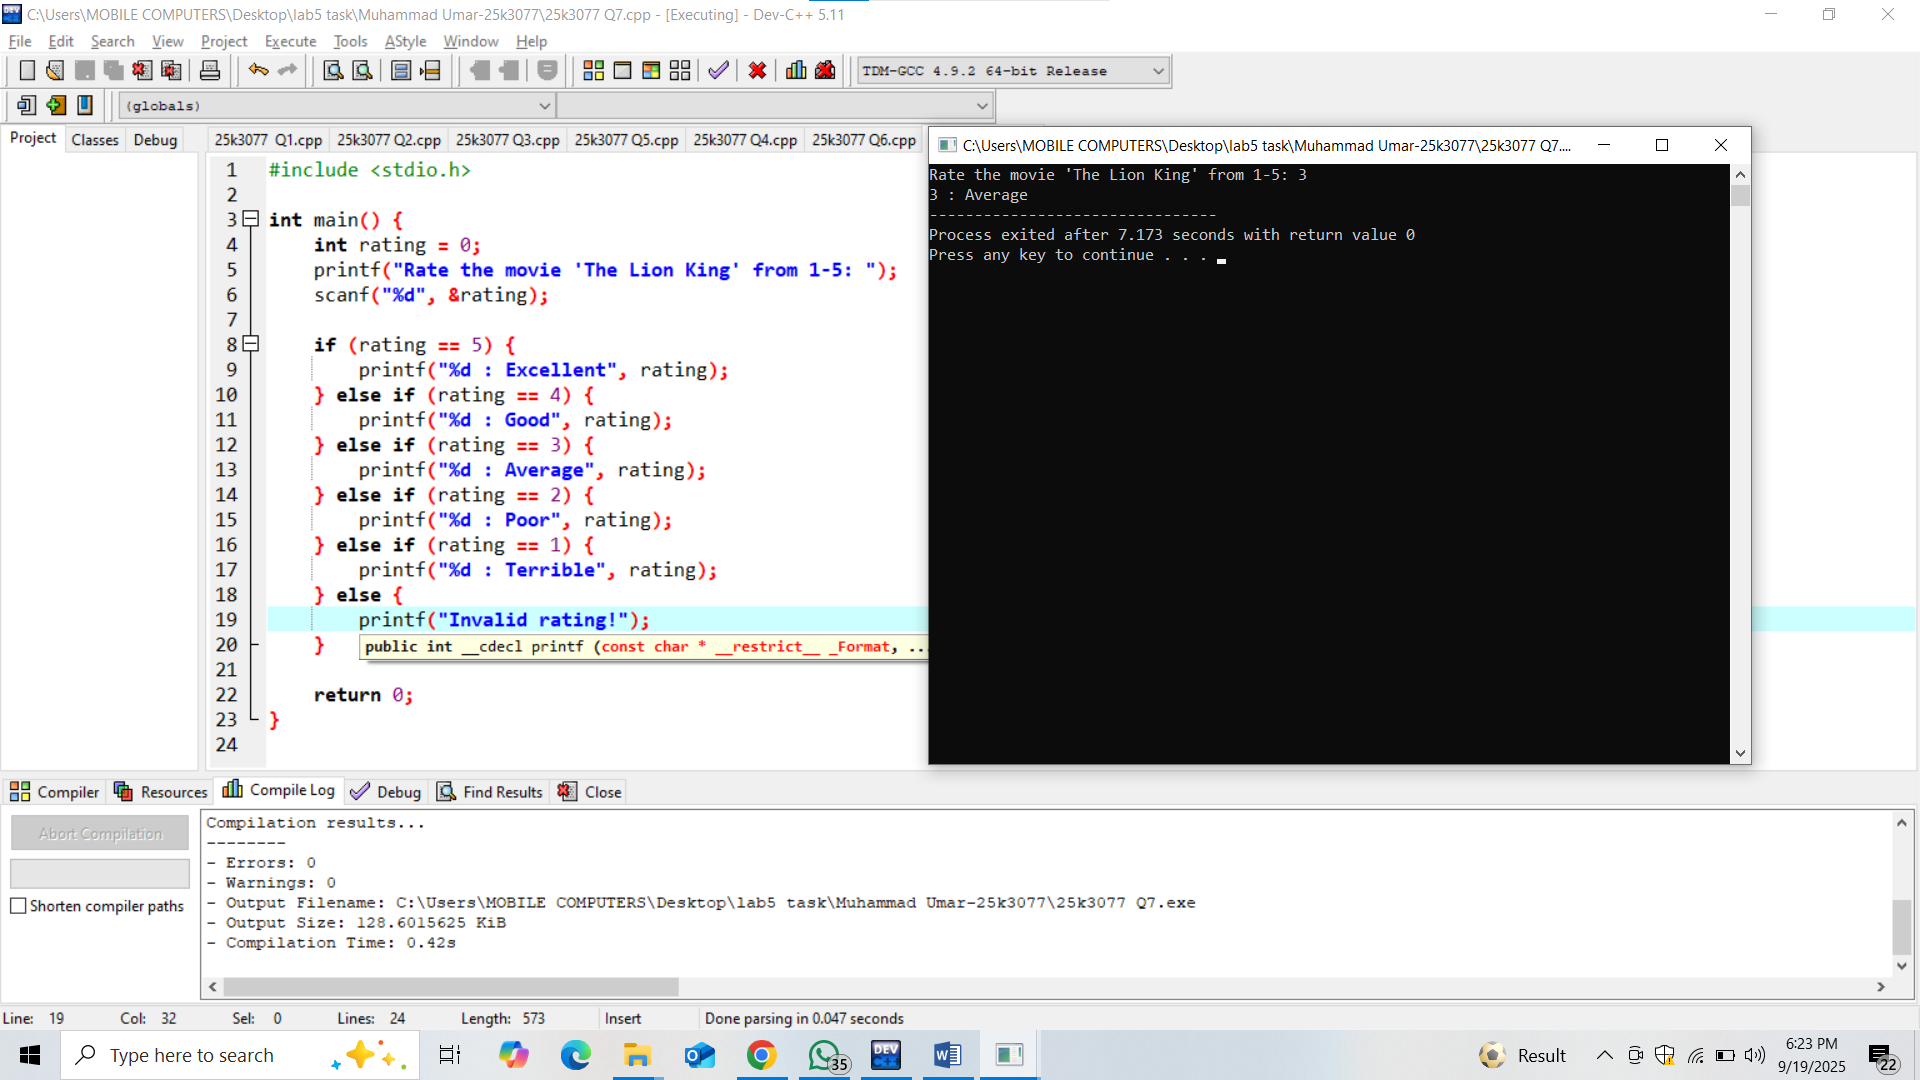 C:\Users\MOBILE COMPUTERS\Desktop\lab5 task\Muhammad Umar-25k3077\25k3077 Q7.cpp - [Executing] - Dev-C++ 5.11
File Edit Search View Project Execute Tools AStyle Window Help
TDM-GCC 4.9.2 64-bit Release
(globals)
Project Classes Debug
25k3077 Q1.cpp 25k3077 Q2.cpp 25k3077 Q3.cpp 25k3077 Q5.cpp 25k3077 Q4.cpp 25k3077 Q6.cpp
1 #include <stdio.h>
2
3 int main() {
4 int rating = 0;
5 printf("Rate the movie 'The Lion King' from 1-5: ");
6 scanf("%d", &rating);
7
8 if (rating == 5) {
9 printf("%d : Excellent", rating);
10 } else if (rating == 4) {
11 printf("%d : Good", rating);
12 } else if (rating == 3) {
13 printf("%d : Average", rating);
14 } else if (rating == 2) {
15 printf("%d : Poor", rating);
16 } else if (rating == 1) {
17 printf("%d : Terrible", rating);
18 } else {
19 printf("Invalid rating!");
20 }
public int __cdecl printf (const char * __restrict__ _Format, ...
21
22 return 0;
23 }
24
C:\Users\MOBILE COMPUTERS\Desktop\lab5 task\Muhammad Umar-25k3077\25k3077 Q7....
Rate the movie 'The Lion King' from 1-5: 3
3 : Average
--------------------------------
Process exited after 7.173 seconds with return value 0
Press any key to continue . . .
Compiler Resources Compile Log Debug Find Results Close
Abort Compilation
Shorten compiler paths
Compilation results...
--------
- Errors: 0
- Warnings: 0
- Output Filename: C:\Users\MOBILE COMPUTERS\Desktop\lab5 task\Muhammad Umar-25k3077\25k3077 Q7.exe
- Output Size: 128.6015625 KiB
- Compilation Time: 0.42s
Line: 19 Col: 32 Sel: 0 Lines: 24 Length: 573 Insert Done parsing in 0.047 seconds
Type here to search
35
DEV
Result
6:23 PM
9/19/2025
22